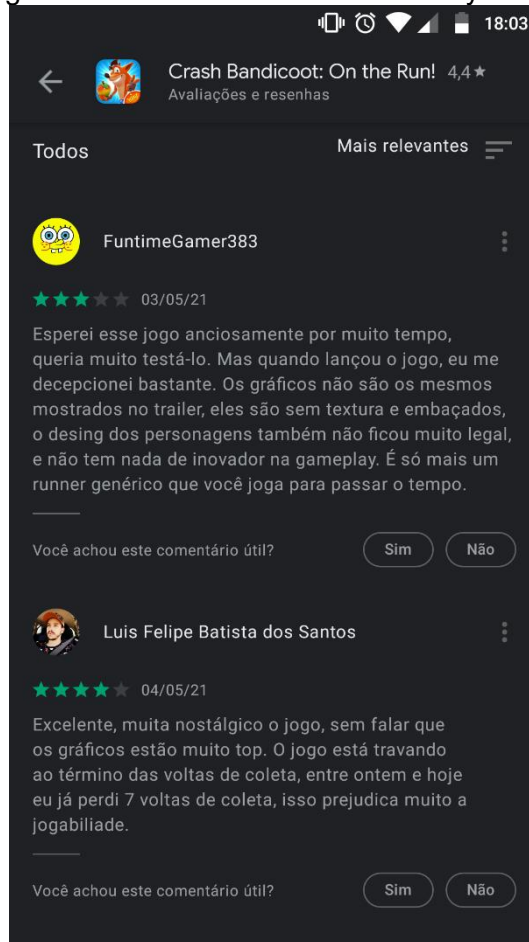 18:03
Crash Bandicoot: On the Run! 4,4★
Avaliações e resenhas
Todos
Mais relevantes
FuntimeGamer383
03/05/21
Esperei esse jogo anciosamente por muito tempo,
queria muito testá-lo. Mas quando lançou o jogo, eu me
decepcionei bastante. Os gráficos não são os mesmos
mostrados no trailer, eles são sem textura e embaçados,
o desing dos personagens também não ficou muito legal,
e não tem nada de inovador na gameplay. É só mais um
runner genérico que você joga para passar o tempo.
Você achou este comentário útil?
Sim
Não
Luis Felipe Batista dos Santos
04/05/21
Excelente, muita nostálgico o jogo, sem falar que
os gráficos estão muito top. O jogo está travando
ao término das voltas de coleta, entre ontem e hoje
eu já perdi 7 voltas de coleta, isso prejudica muito a
jogabiliade.
Você achou este comentário útil?
Sim
Não